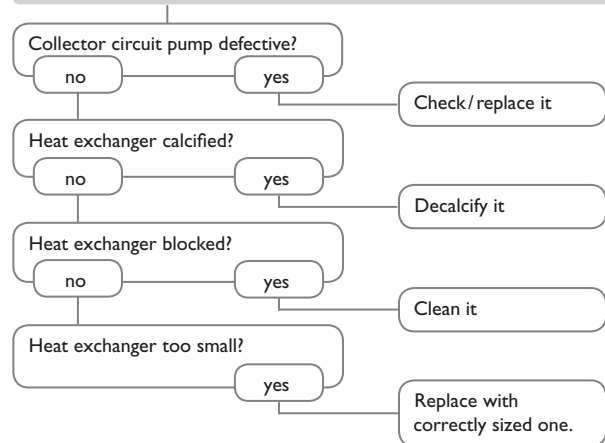 Collector circuit pump defective?
no
yes
Check/replace it
Heat exchanger calcified?
no
yes
Decalcify it
Heat exchanger blocked?
no
yes
Clean it
Heat exchanger too small?
yes
Replace with
correctly sized one.